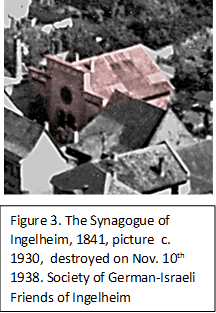 Figure 3. The Synagogue of
Ingelheim, 1841, picture c.
1930, destroyed on Nov. 10th
1938. Society of German-Israeli
Friends of Ingelheim